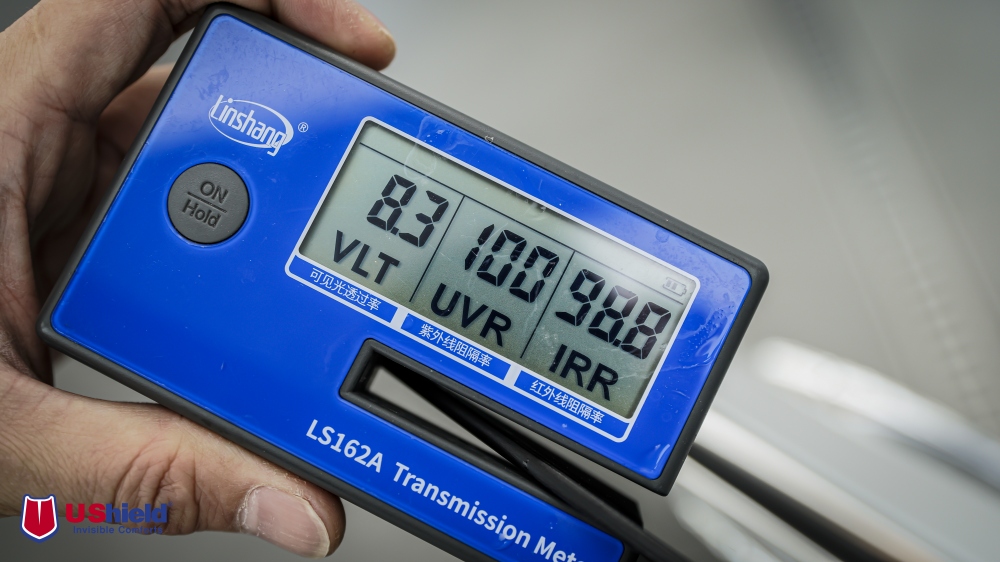 Linshang®
ON
Hold
8.3 100 98.8
VLT UVR IRR
可见光透过率
紫外线阻隔率
红外线阻隔率
LS162A Transmission Mete
UShield